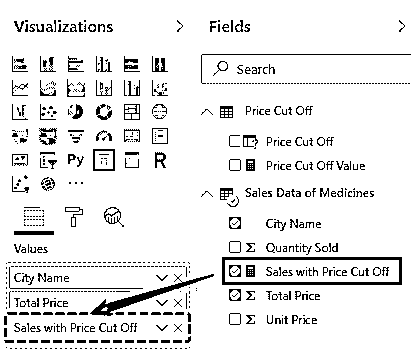 Visualizations
Fields
Search
Py
R
Values
City Name
Total Price
Sales with Price Cut Off
Price Cut Off
Price Cut Off
Price Cut Off Value
Sales Data of Medicines
City Name
Quantity Sold
Sales with Price Cut Off
Total Price
Unit Price